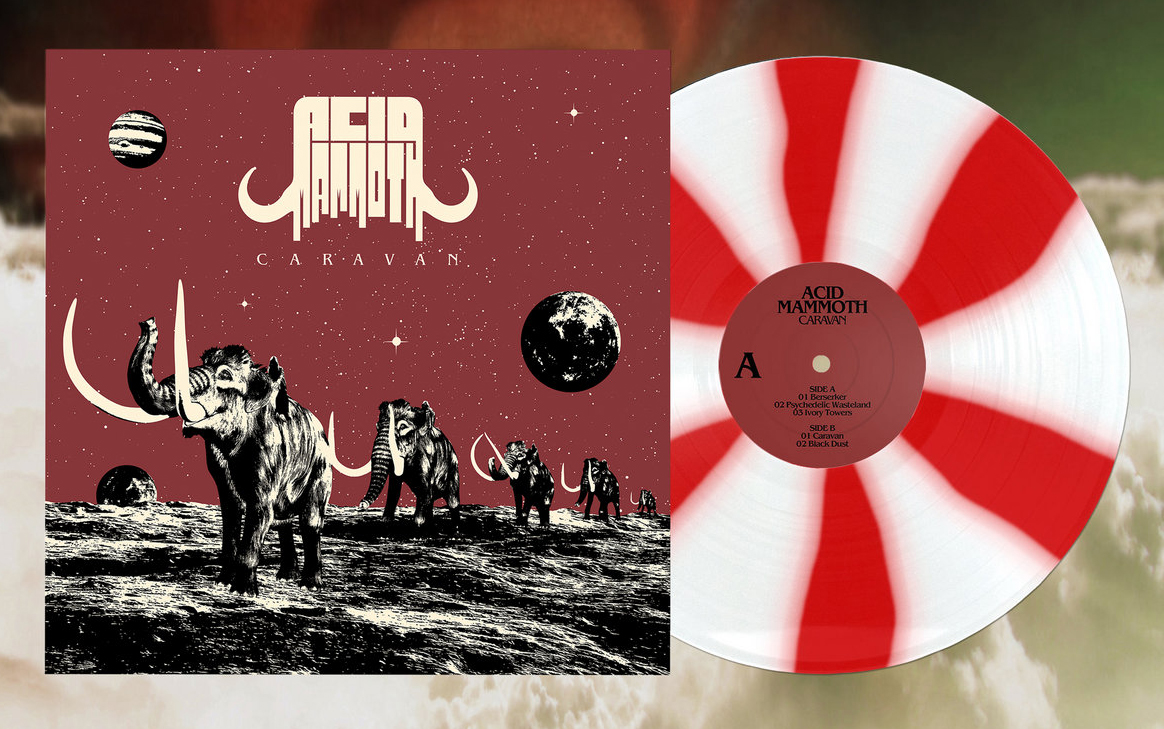 ACID
MAMMOTH
CARAVAN
ACID
MAMMOTH
CARAVAN
A
SIDE A
01 Berserker
02 Psychedelic Wasteland
03 Ivory Towers
SIDE B
01 Caravan
02 Black Dust